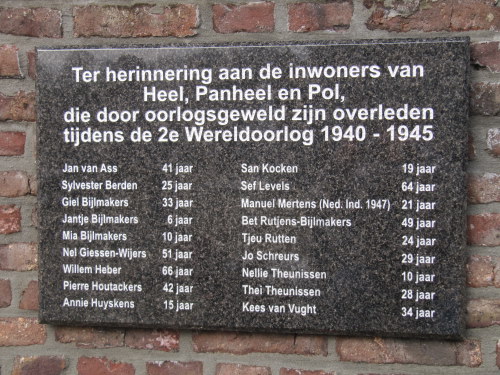 Ter herinnering aan de inwoners van
Heel, Panheel en Pol,
die door oorlogsgeweld zijn overleden
tijdens de 2e Wereldoorlog 1940 - 1945
Jan van Ass 41 jaar
Sylvester Berden 25 jaar
Giel Bijlmakers 33 jaar
Jantje Bijlmakers 6 jaar
Mia Bijlmakers 10 jaar
Nel Giessen-Wijers 51 jaar
Willem Heber 66 jaar
Pierre Houtackers 42 jaar
Annie Huyskens 15 jaar
San Kocken 19 jaar
Sef Levels 64 jaar
Manuel Mertens (Ned. Ind. 1947) 21 jaar
Bet Rutjens-Bijlmakers 49 jaar
Tjeu Rutten 24 jaar
Jo Schreurs 29 jaar
Nellie Theunissen 10 jaar
Thei Theunissen 28 jaar
Kees van Vught 34 jaar